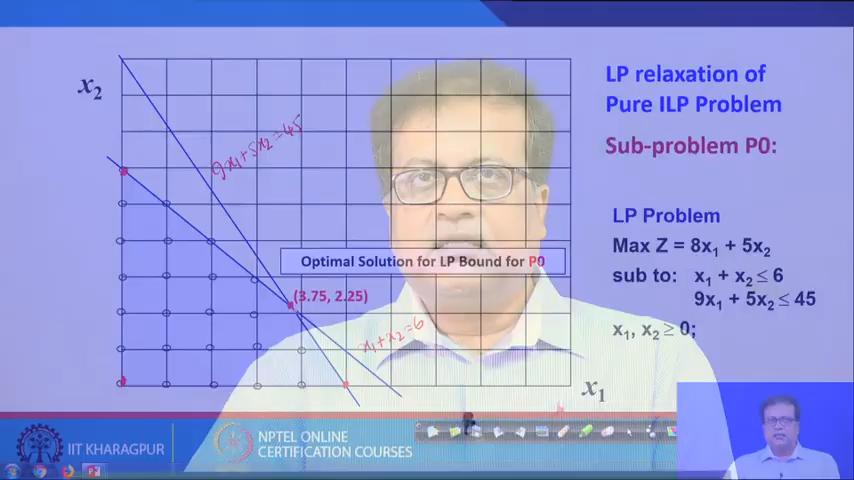 x2
LP relaxation of
Pure ILP Problem
Sub-problem P0:
9x1+5x2=45
LP Problem
Max Z = 8x1 + 5x2
sub to: x1 + x2 ≤ 6
9x1 + 5x2 ≤ 45
x1, x2 ≥ 0;
Optimal Solution for LP Bound for P0
(3.75, 2.25)
x1+x2=6
x1
IIT KHARAGPUR
NPTEL ONLINE
CERTIFICATION COURSES